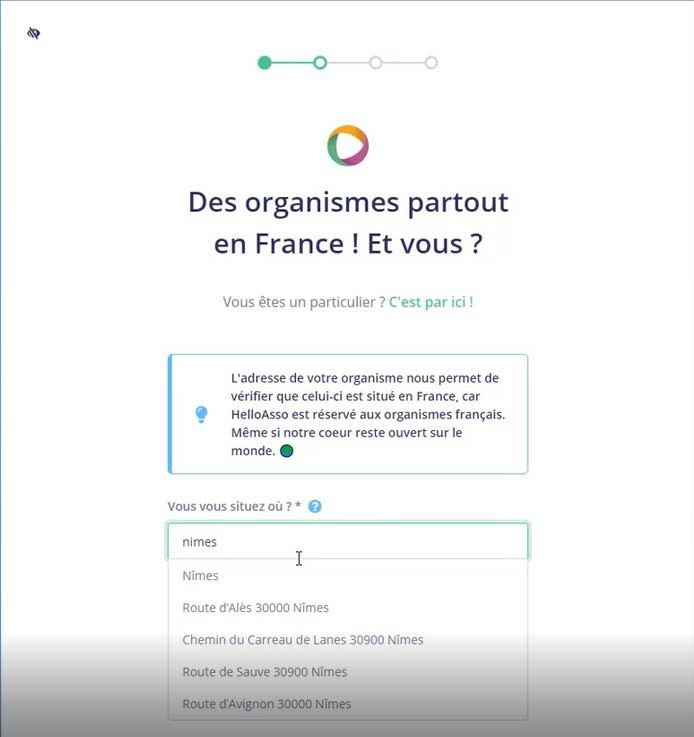 Des organismes partout
en France ! Et vous ?
Vous êtes un particulier ? C'est par ici !
L'adresse de votre organisme nous permet de
vérifier que celui-ci est situé en France, car
HelloAsso est réservé aux organismes français.
Même si notre coeur reste ouvert sur le
monde.
Vous vous situez où ? * ?
nimes
Nîmes
Route d'Alès 30000 Nîmes
Chemin du Carreau de Lanes 30900 Nîmes
Route de Sauve 30900 Nîmes
Route d'Avignon 30000 Nîmes